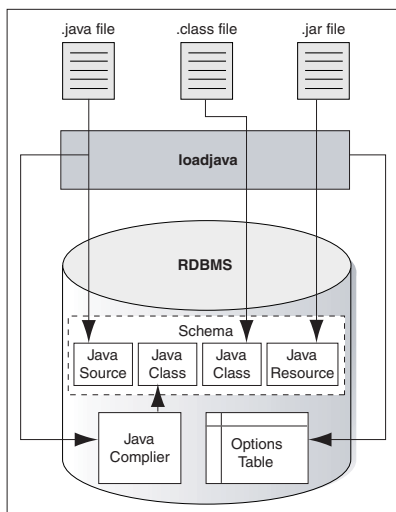 .java file
.class file
.jar file
loadjava
RDBMS
Schema
Java
Source
Java
Class
Java
Class
Java
Resource
Java
Complier
Options
Table